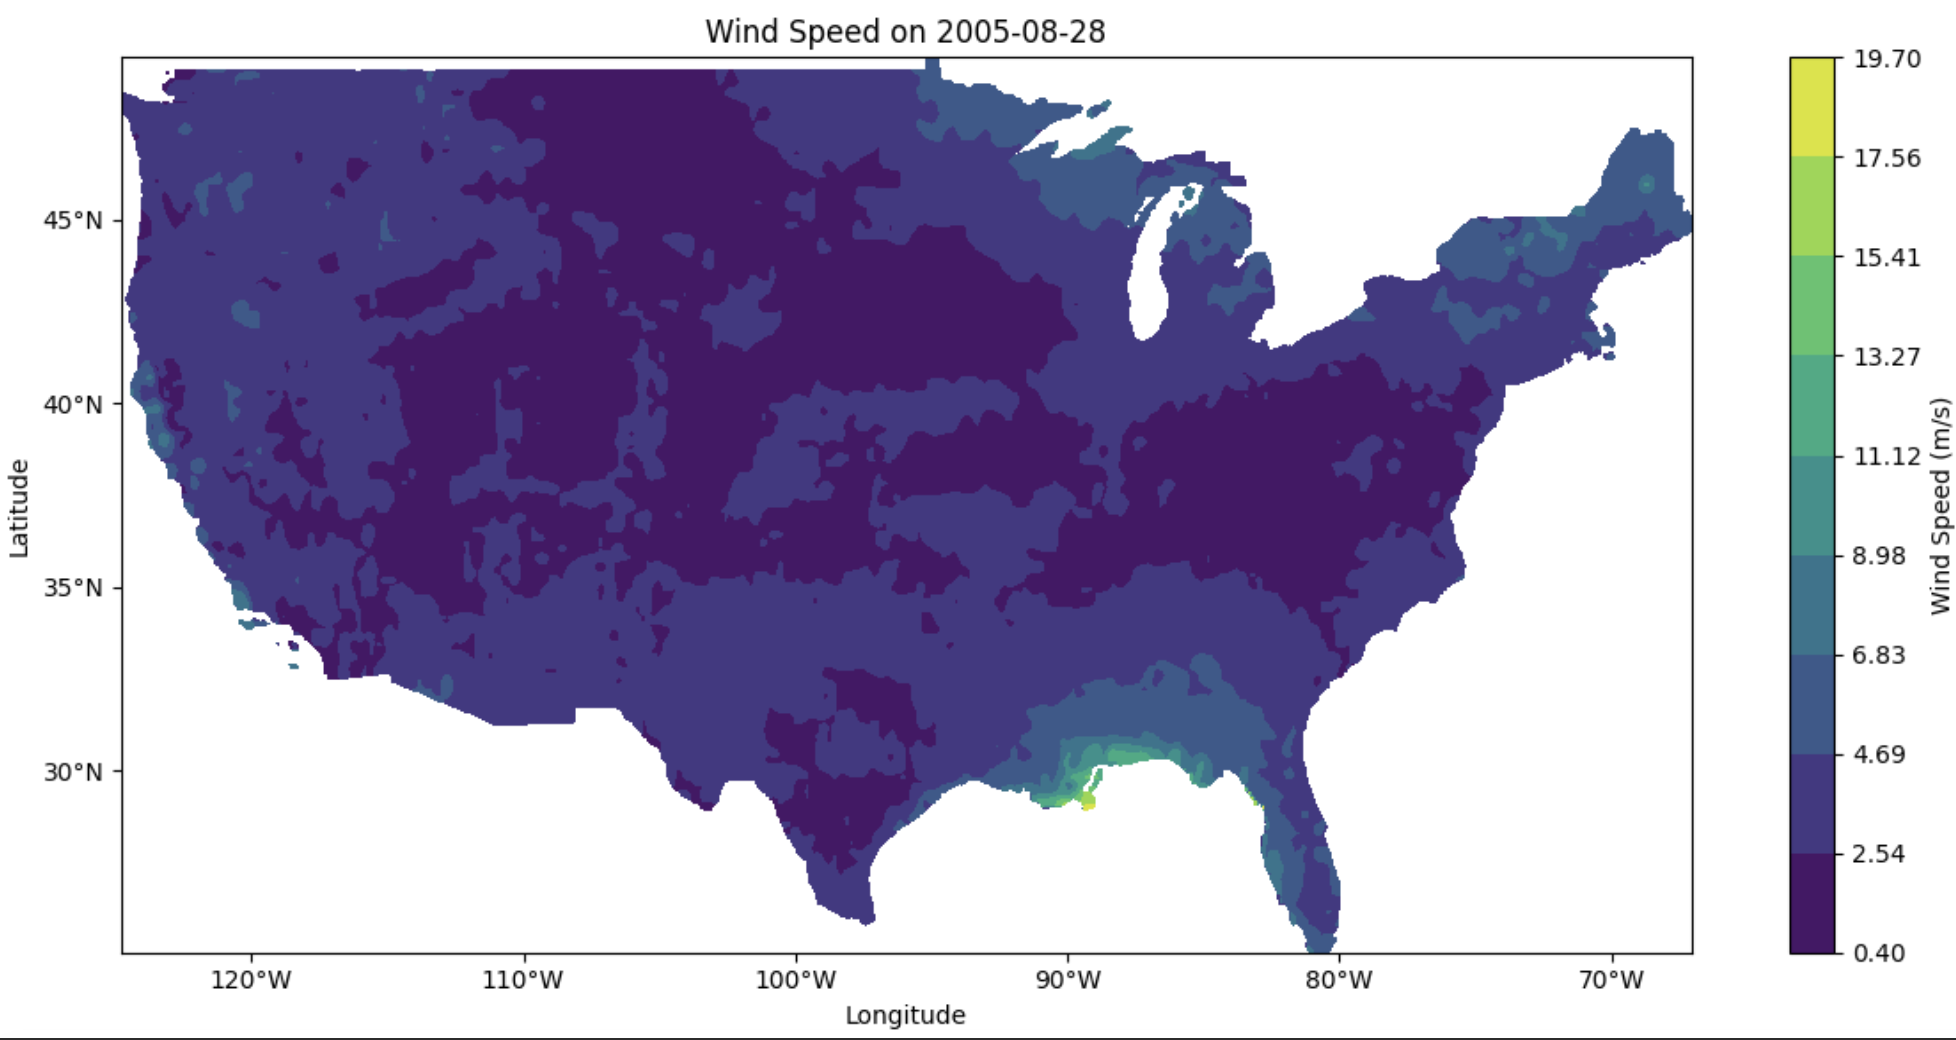 Wind Speed on 2005-08-28
45°N
40°N
35°N
30°N
Latitude
120°W
110°W
100°W
90°W
80°W
70°W
Longitude
19.70
17.56
15.41
13.27
11.12
8.98
6.83
4.69
2.54
0.40
Wind Speed (m/s)